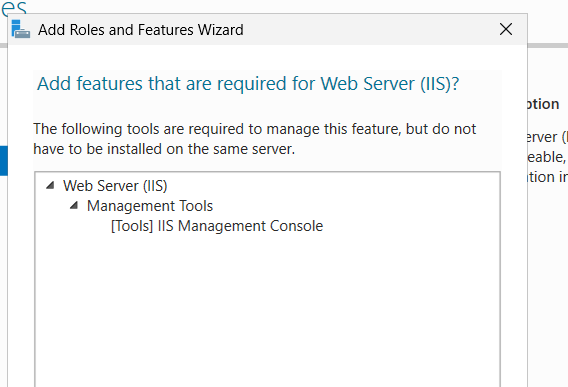 es
Add Roles and Features Wizard
Add features that are required for Web Server (IIS)?
ption
The following tools are required to manage this feature, but do not
have to be installed on the same server.
erver (
eable,
tion in
Web Server (IIS)
Management Tools
[Tools] IIS Management Console